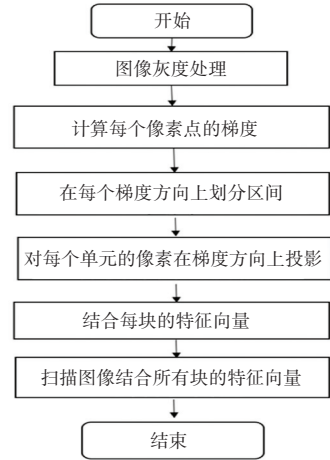 开始
图像灰度处理
计算每个像素点的梯度
在每个梯度方向上划分区间
对每个单元的像素在梯度方向上投影
结合每块的特征向量
扫描图像结合所有块的特征向量
结束